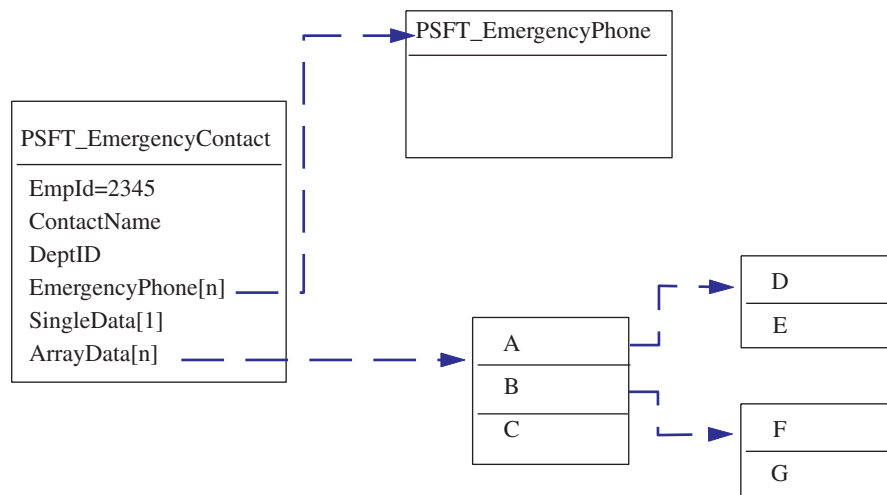 PSFT_EmergencyPhone
PSFT_EmergencyContact
EmpId=2345
ContactName
DeptID
EmergencyPhone[n]
SingleData[1]
ArrayData[n]
A
B
C
D
E
F
G